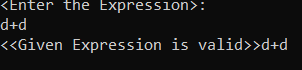 <Enter the Expression>:
d+d
<<Given Expression is valid>>d+d